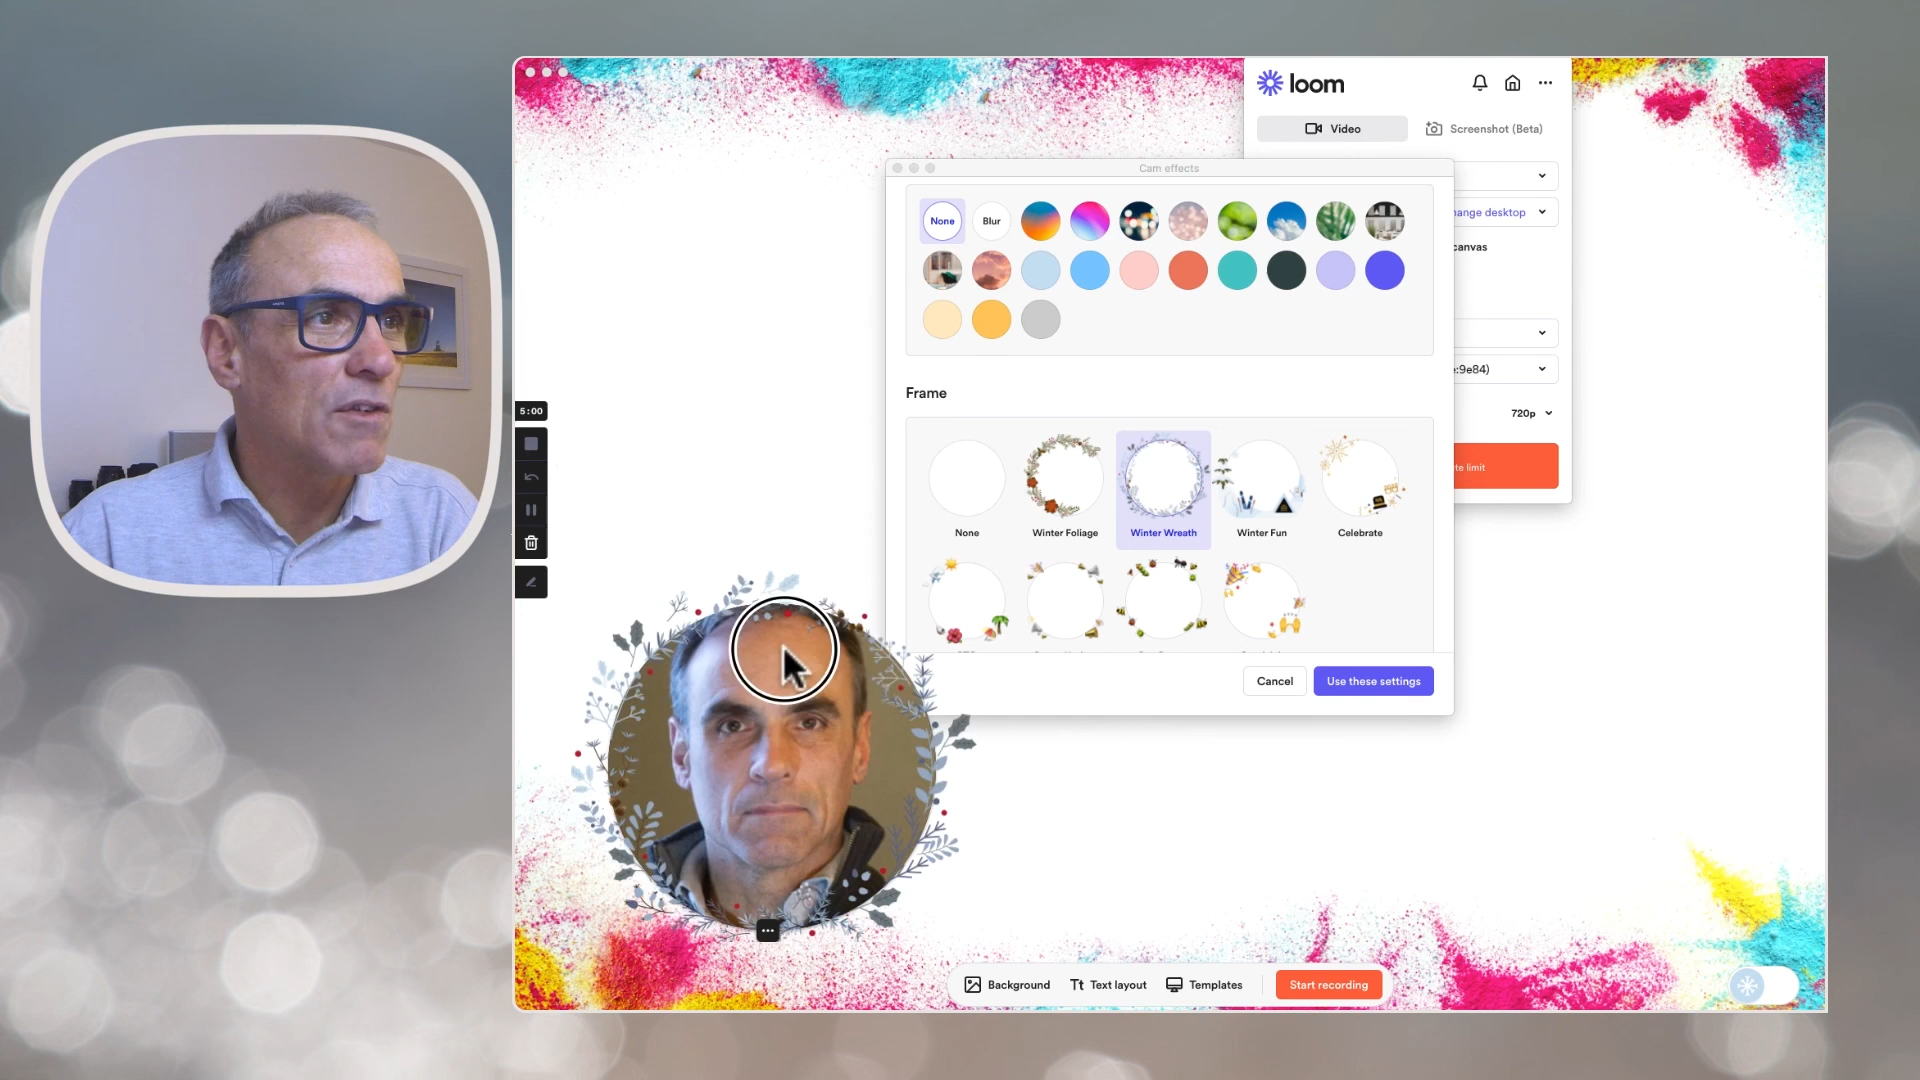 loom
Video
Screenshot (Beta)
Cam effects
None
Blur
hange desktop
canvas
Frame
:9e84)
5:00
720p
te limit
None
Winter Foliage
Winter Wreath
Winter Fun
Celebrate
Cancel
Use these settings
Background
Text layout
Templates
Start recording